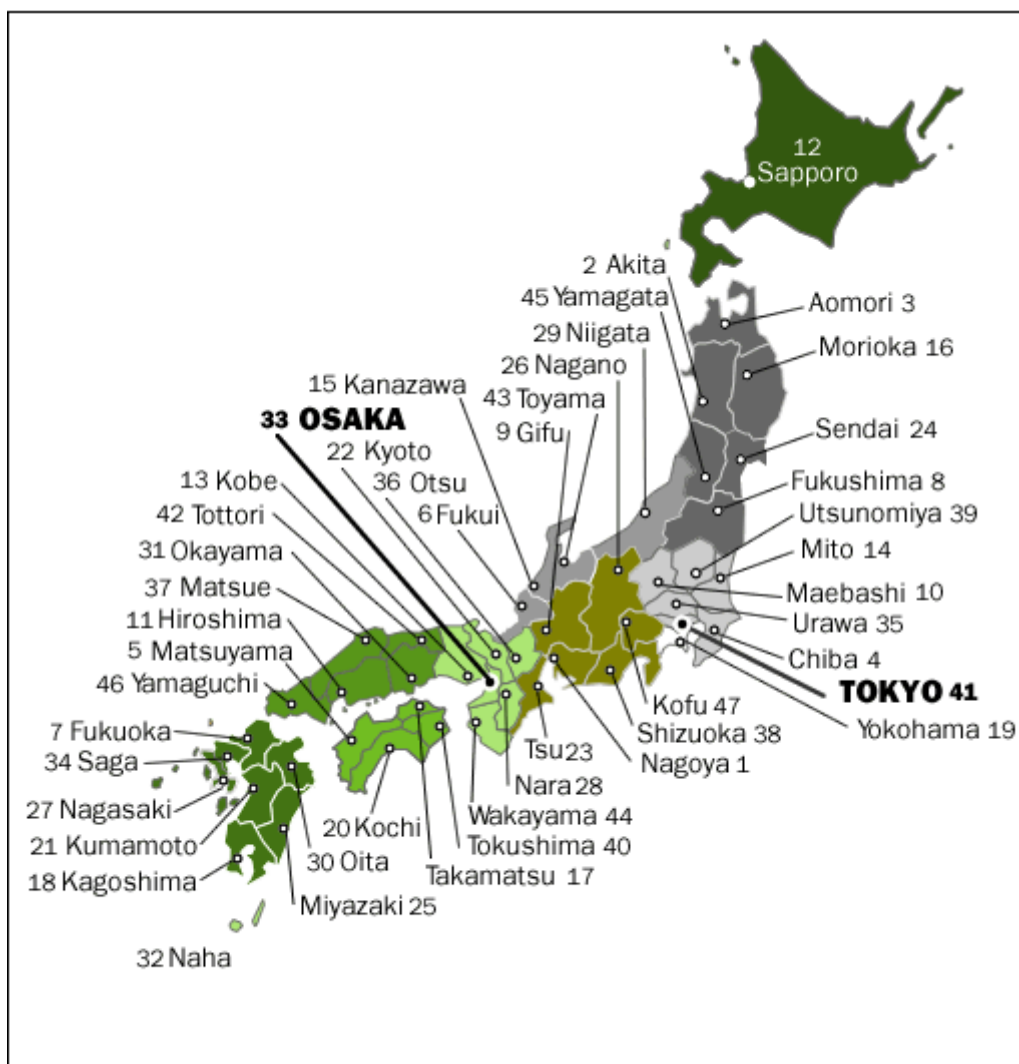 12
Sapporo
2 Akita
45 Yamagata
Aomori 3
29 Niigata
Morioka 16
26 Nagano
15 Kanazawa
43 Toyama
33 OSAKA
9 Gifu
Sendai 24
22 Kyoto
13 Kobe
36 Otsu
Fukushima 8
42 Tottori
6 Fukui
Utsunomiya 39
31 Okayama
Mito 14
37 Matsue
Maebashi 10
11 Hiroshima
Urawa 35
5 Matsuyama
Chiba 4
46 Yamaguchi
TOKYO 41
Kofu 47
Yokohama 19
7 Fukuoka
Shizuoka 38
34 Saga
Tsu 23
Nagoya 1
Nara 28
27 Nagasaki
Wakayama 44
20 Kochi
21 Kumamoto
Tokushima 40
30 Oita
18 Kagoshima
Takamatsu 17
Miyazaki 25
32 Naha